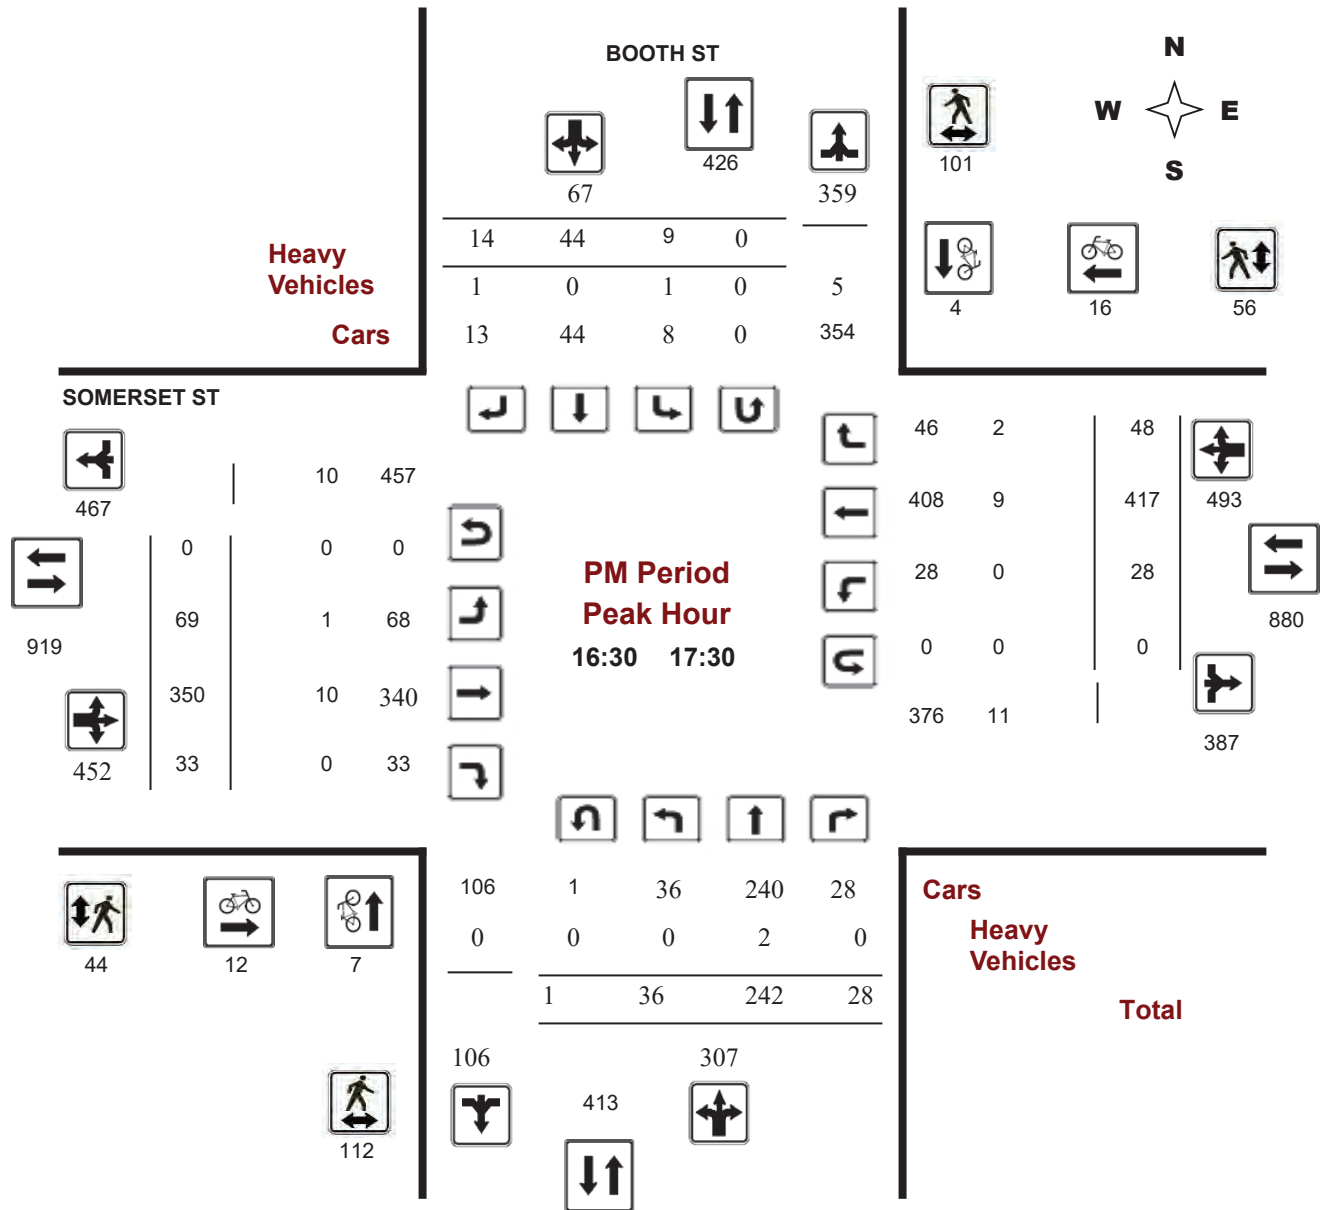 BOOTH ST
N
W E
S
426
101
67 359
14 44 9 0
Heavy
Vehicles
1 0 1 0 5
4 16 56
Cars
13 44 8 0 354
SOMERSET ST
46 2 48
10 457
467
408 9 417 493
0 0 0
PM Period
28 0 28
Peak Hour
69 1 68
880
919
16:30 17:30
0 0 0
350 10 340
376 11
387
452 33 0 33
106 1 36 240 28
Cars
0 0 0 2 0
Heavy
Vehicles
44 12 7
1 36 242 28
Total
106 307
413
112